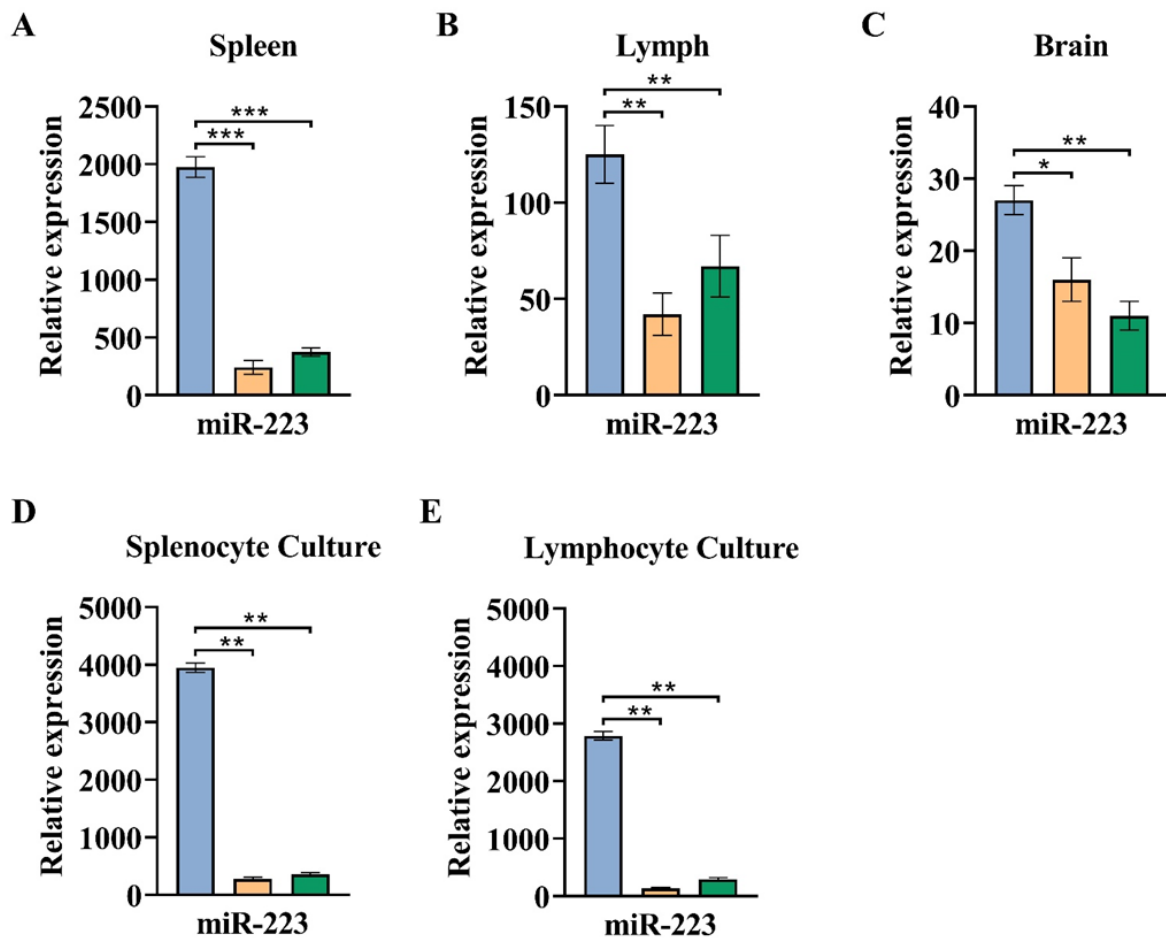 A
Spleen
Relative expression
2500
2000
1500
1000
500
0
***
***
miR-223
B
Lymph
Relative expression
150
100
50
0
**
**
miR-223
C
Brain
Relative expression
40
30
20
10
0
**
*
miR-223
D
Splenocyte Culture
Relative expression
5000
4000
3000
2000
1000
0
**
**
miR-223
E
Lymphocyte Culture
Relative expression
5000
4000
3000
2000
1000
0
**
**
miR-223